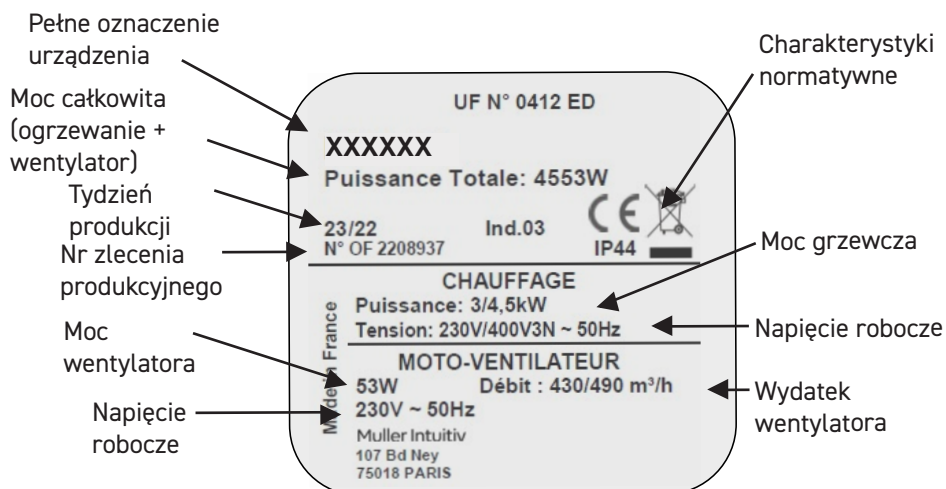 Pełne oznaczenie
urządzenia
Moc całkowita
(ogrzewanie +
wentylator)
Tydzień
produkcji
Nr zlecenia
produkcyjnego
Moc
wentylatora
Napięcie
robocze
UF N° 0412 ED
XXXXXX
Puissance Totale: 4553W
23/22 Ind.03 CE
N° OF 2208937 IP44
CHAUFFAGE
Puissance: 3/4,5kW
Tension: 230V/400V3N ~ 50Hz
MOTO-VENTILATEUR
53W Débit : 430/490 m³/h
230V ~ 50Hz
Muller Intuitiv
107 Bd Ney
75018 PARIS
Made in France
Charakterystyki
normatywne
Moc grzewcza
Napięcie robocze
Wydatek
wentylatora